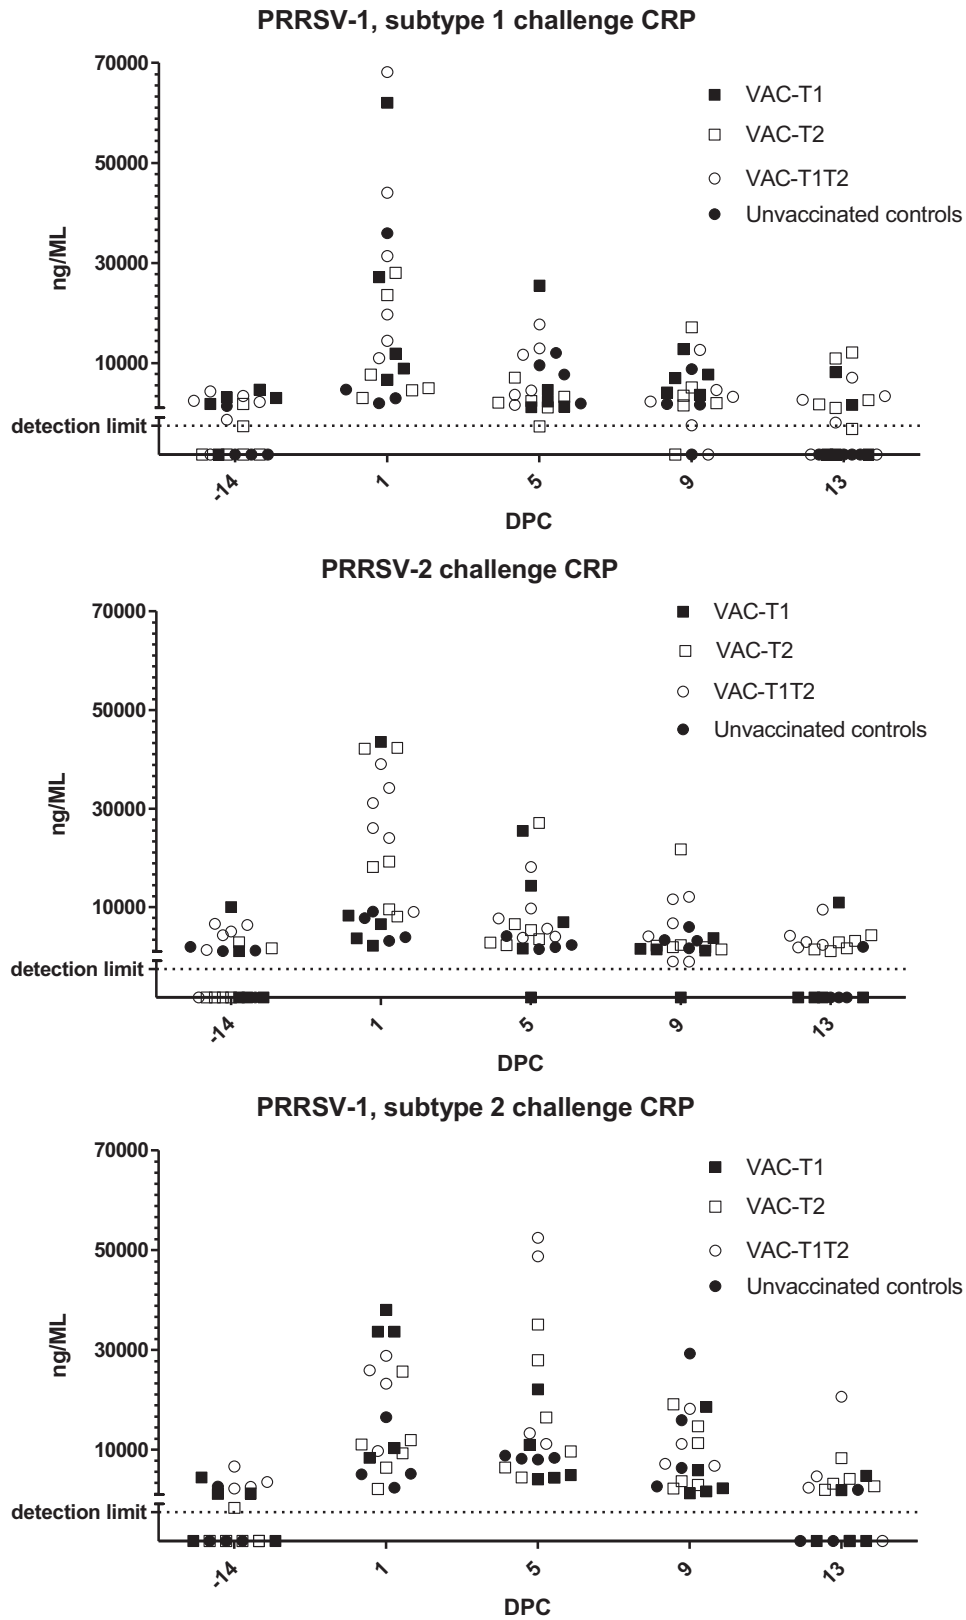 PRRSV-1, subtype 1 challenge CRP
70000
50000
30000
10000
ng/ML
detection limit
VAC-T1
VAC-T2
VAC-T1T2
Unvaccinated controls
-14
1
5
9
13
DPC
PRRSV-2 challenge CRP
70000
50000
30000
10000
ng/ML
detection limit
VAC-T1
VAC-T2
VAC-T1T2
Unvaccinated controls
-14
1
5
9
13
DPC
PRRSV-1, subtype 2 challenge CRP
70000
50000
30000
10000
ng/ML
detection limit
VAC-T1
VAC-T2
VAC-T1T2
Unvaccinated controls
-14
1
5
9
13
DPC